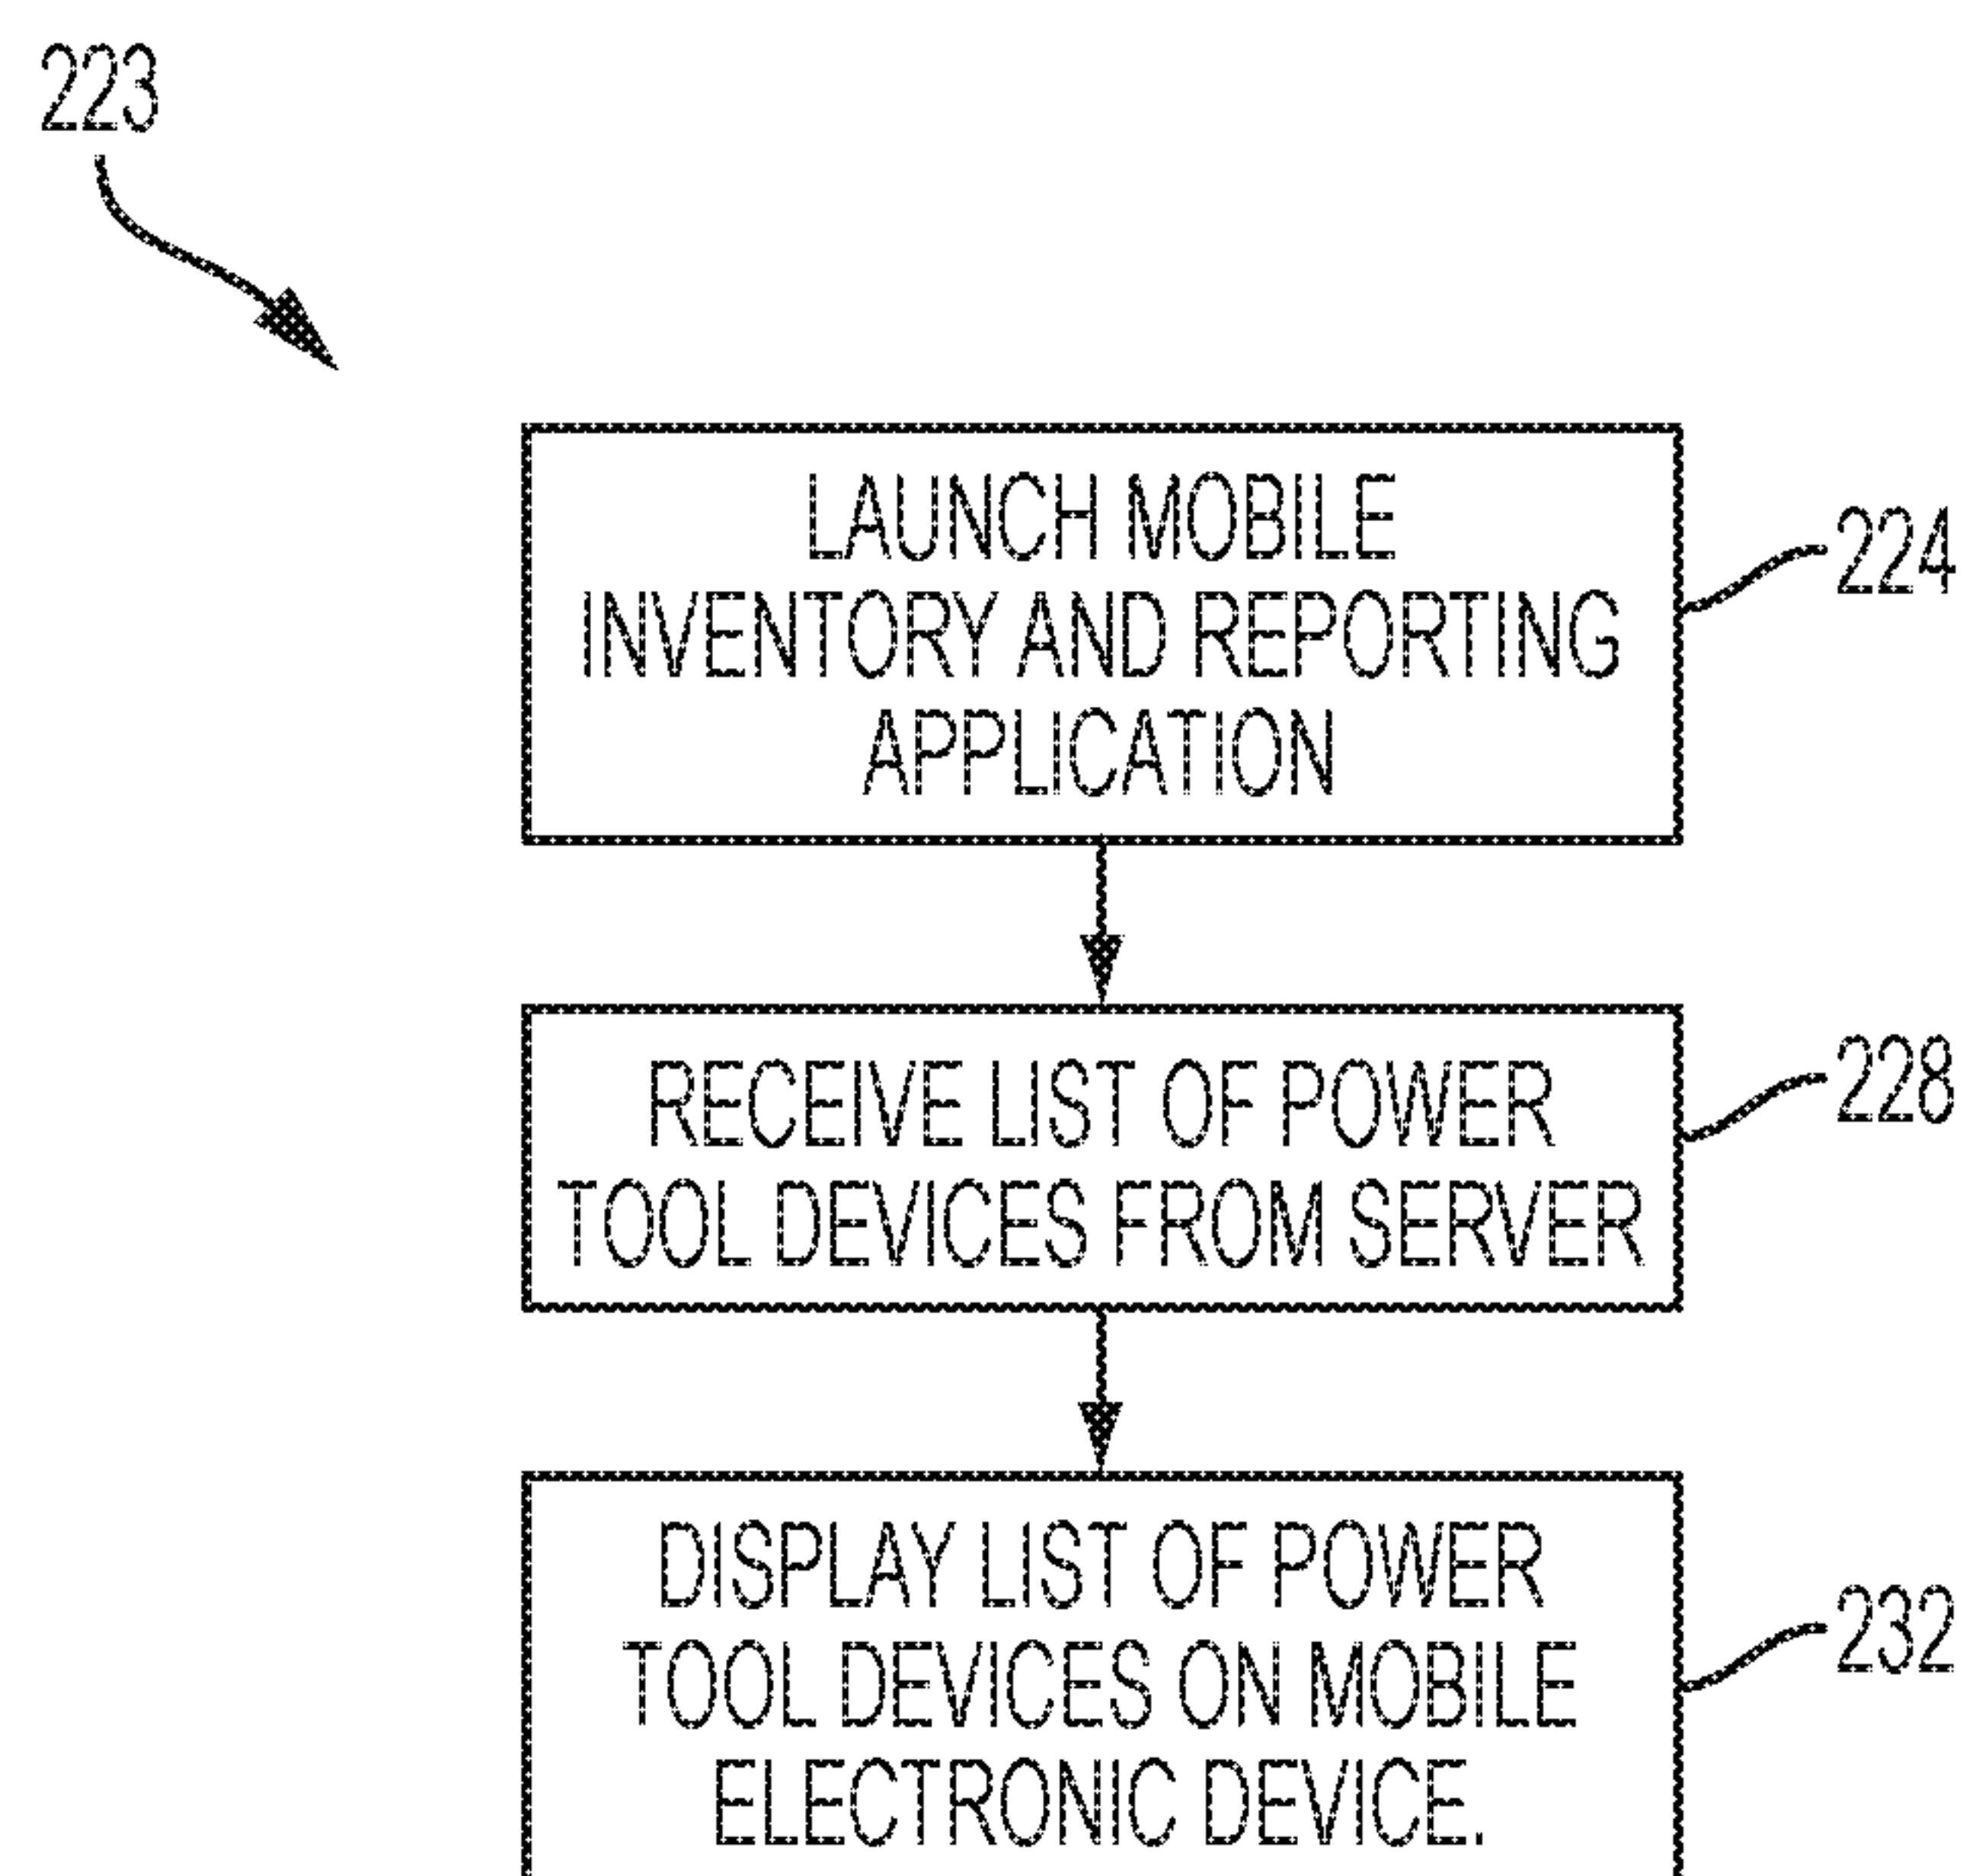 223
LAUNCH MOBILE
INVENTORY AND REPORTING
APPLICATION
224
RECEIVE LIST OF POWER
TOOL DEVICES FROM SERVER
228
DISPLAY LIST OF POWER
TOOL DEVICES ON MOBILE
ELECTRONIC DEVICE.
232